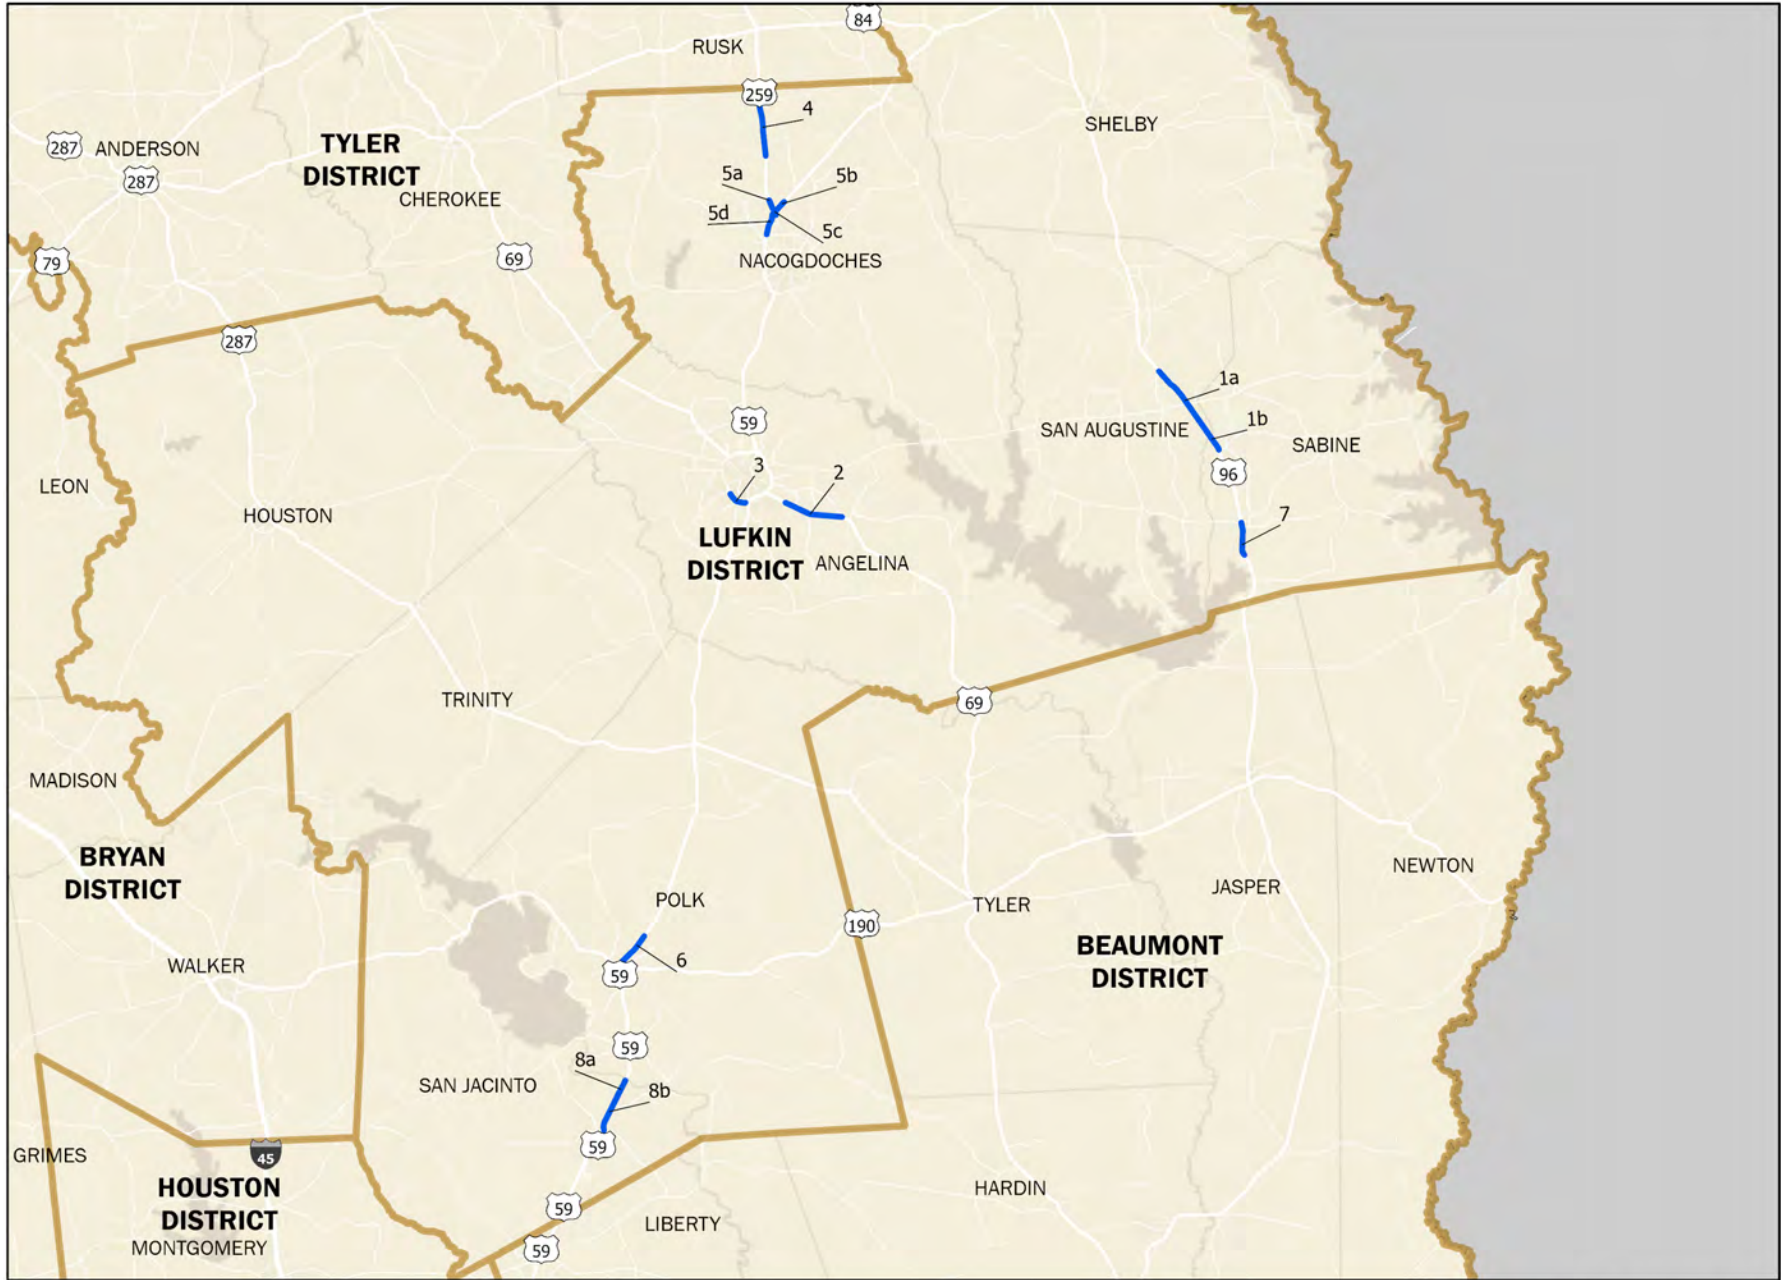 84
RUSK
259
4
SHELBY
TYLER
DISTRICT
287
ANDERSON
287
CHEROKEE
5a
5b
5d
5c
79
69
NACOGDOCHES
287
1a
59
1b
SAN AUGUSTINE
SABINE
96
3
2
LEON
HOUSTON
7
LUFKIN
DISTRICT
ANGELINA
TRINITY
69
MADISON
BRYAN
DISTRICT
NEWTON
JASPER
POLK
TYLER
190
BEAUMONT
DISTRICT
WALKER
6
59
59
8a
SAN JACINTO
8b
59
GRIMES
45
HOUSTON
DISTRICT
HARDIN
59
LIBERTY
MONTGOMERY
59